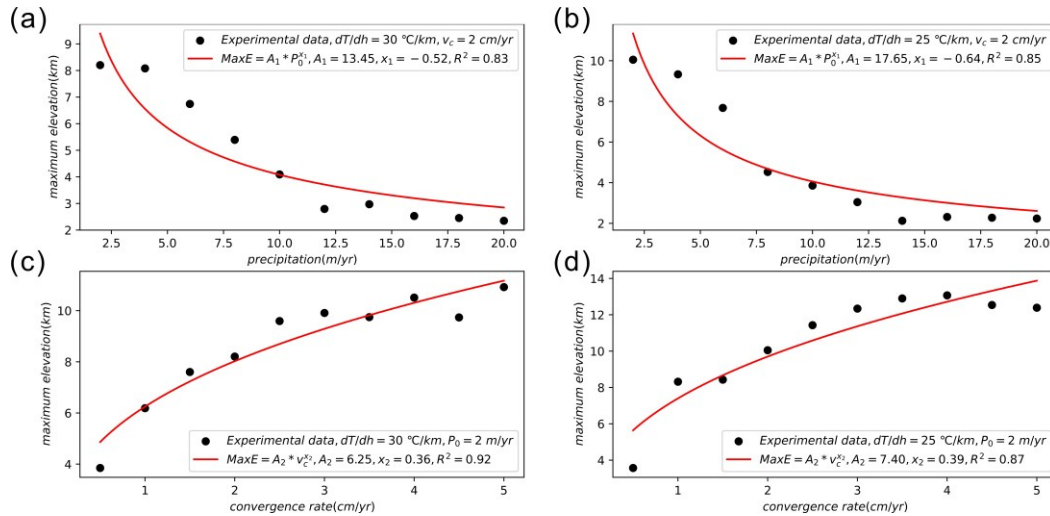 (a)
Experimental data, dT/dh = 30 ℃/km, v_c = 2 cm/yr
MaxE = A_1 * P_0^{x_1}, A_1 = 13.45, x_1 = −0.52, R^2 = 0.83
maximum elevation(km)
9
8
7
6
5
4
3
2
2.5 5.0 7.5 10.0 12.5 15.0 17.5 20.0
precipitation(m/yr)
(b)
Experimental data, dT/dh = 25 ℃/km, v_c = 2 cm/yr
MaxE = A_1 * P_0^{x_1}, A_1 = 17.65, x_1 = −0.64, R^2 = 0.85
maximum elevation(km)
10
8
6
4
2
2.5 5.0 7.5 10.0 12.5 15.0 17.5 20.0
precipitation(m/yr)
(c)
maximum elevation(km)
10
8
6
4
Experimental data, dT/dh = 30 ℃/km, P_0 = 2 m/yr
MaxE = A_2 * v_c^{x_2}, A_2 = 6.25, x_2 = 0.36, R^2 = 0.92
1 2 3 4 5
convergence rate(cm/yr)
(d)
maximum elevation(km)
14
12
10
8
6
4
Experimental data, dT/dh = 25 ℃/km, P_0 = 2 m/yr
MaxE = A_2 * v_c^{x_2}, A_2 = 7.40, x_2 = 0.39, R^2 = 0.87
1 2 3 4 5
convergence rate(cm/yr)